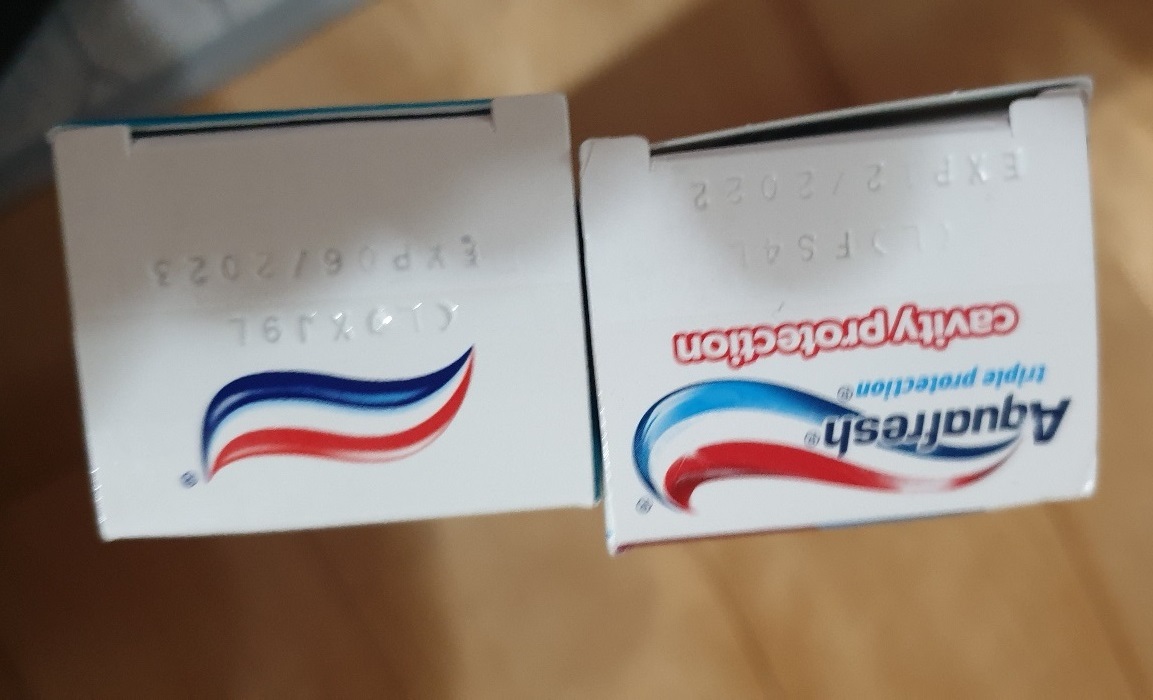 Aquafresh®
triple protection®
cavity protection
EXP12/2022
EXP06/2023